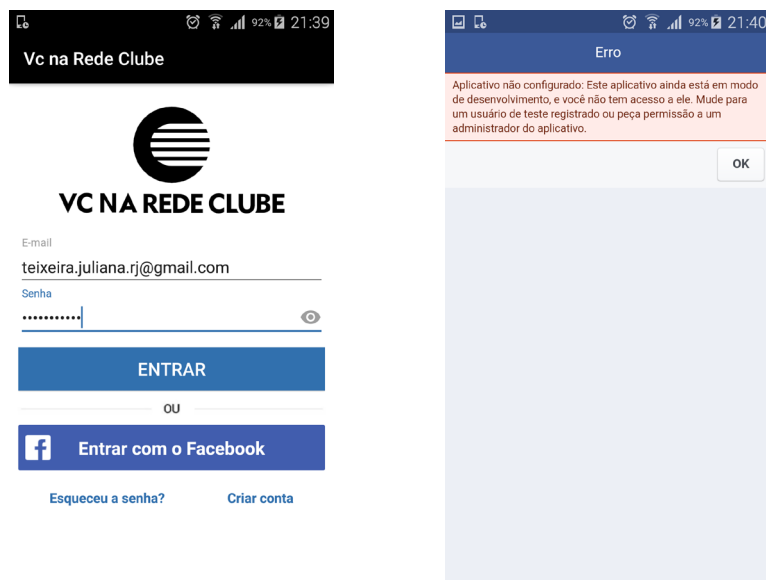 92% 21:39
Vc na Rede Clube
VC NA REDE CLUBE
E-mail
teixeira.juliana.rj@gmail.com
Senha
•••••••••••
ENTRAR
OU
Entrar com o Facebook
Esqueceu a senha? Criar conta
92% 21:40
Erro
Aplicativo não configurado: Este aplicativo ainda está em modo
de desenvolvimento, e você não tem acesso a ele. Mude para
um usuário de teste registrado ou peça permissão a um
administrador do aplicativo.
OK